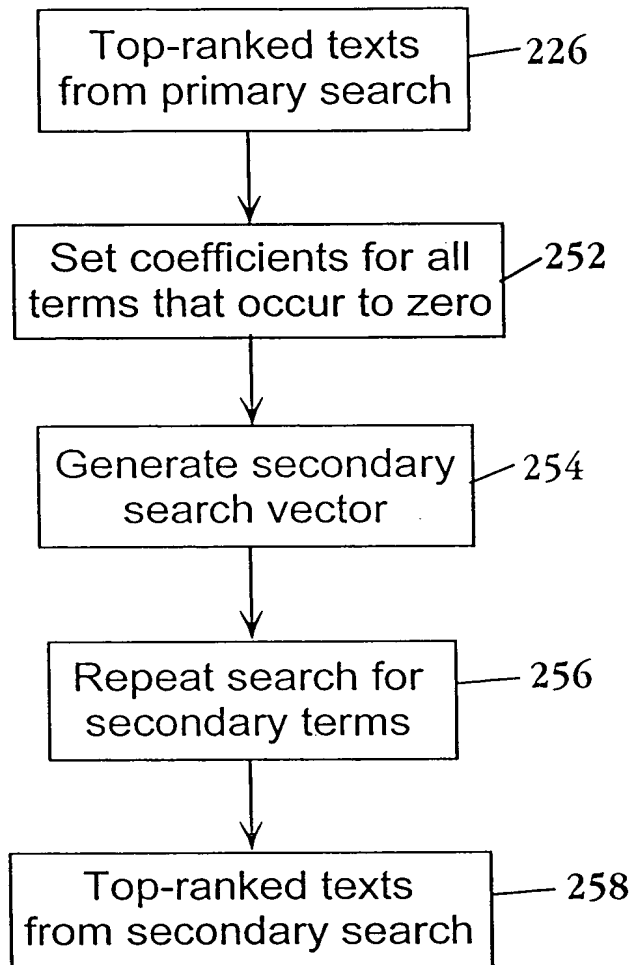 Top-ranked texts
from primary search
226
Set coefficients for all
terms that occur to zero
252
Generate secondary
search vector
254
Repeat search for
secondary terms
256
Top-ranked texts
from secondary search
258